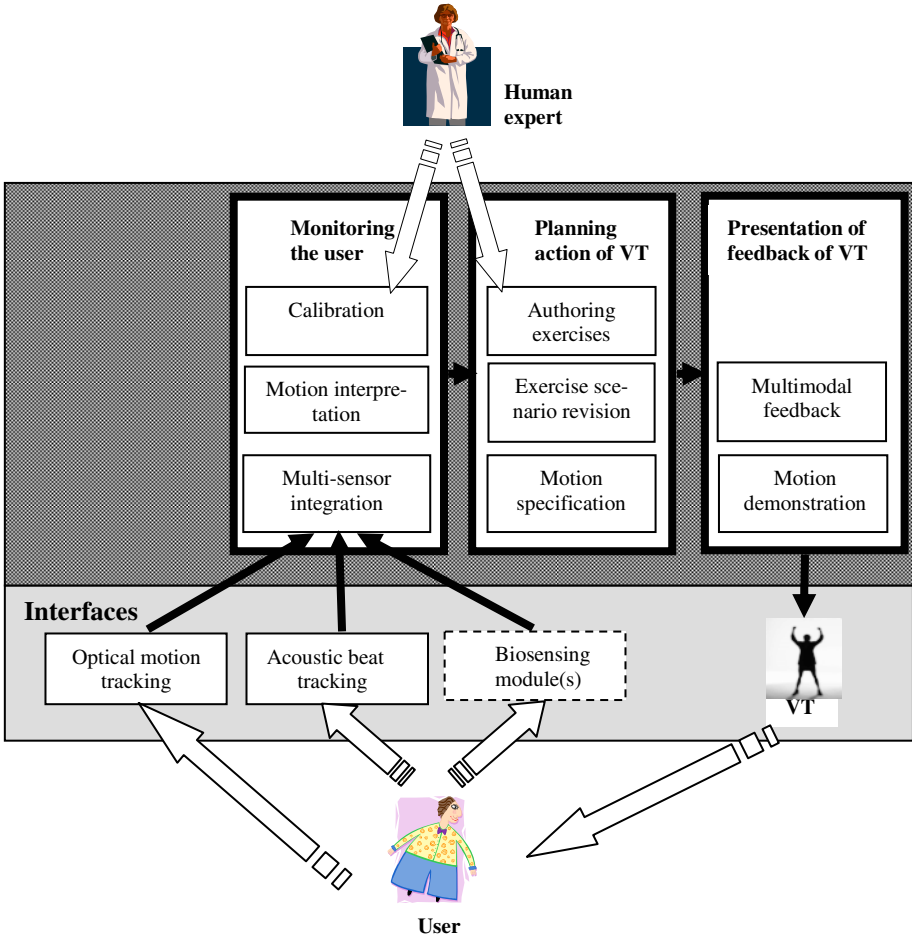 Human
expert
Monitoring
the user
Calibration
Motion interpre-
tation
Multi-sensor
integration
Planning
action of VT
Authoring
exercises
Exercise sce-
nario revision
Motion
specification
Presentation of
feedback of VT
Multimodal
feedback
Motion
demonstration
Interfaces
Optical motion
tracking
Acoustic beat
tracking
Biosensing
module(s)
VT
User